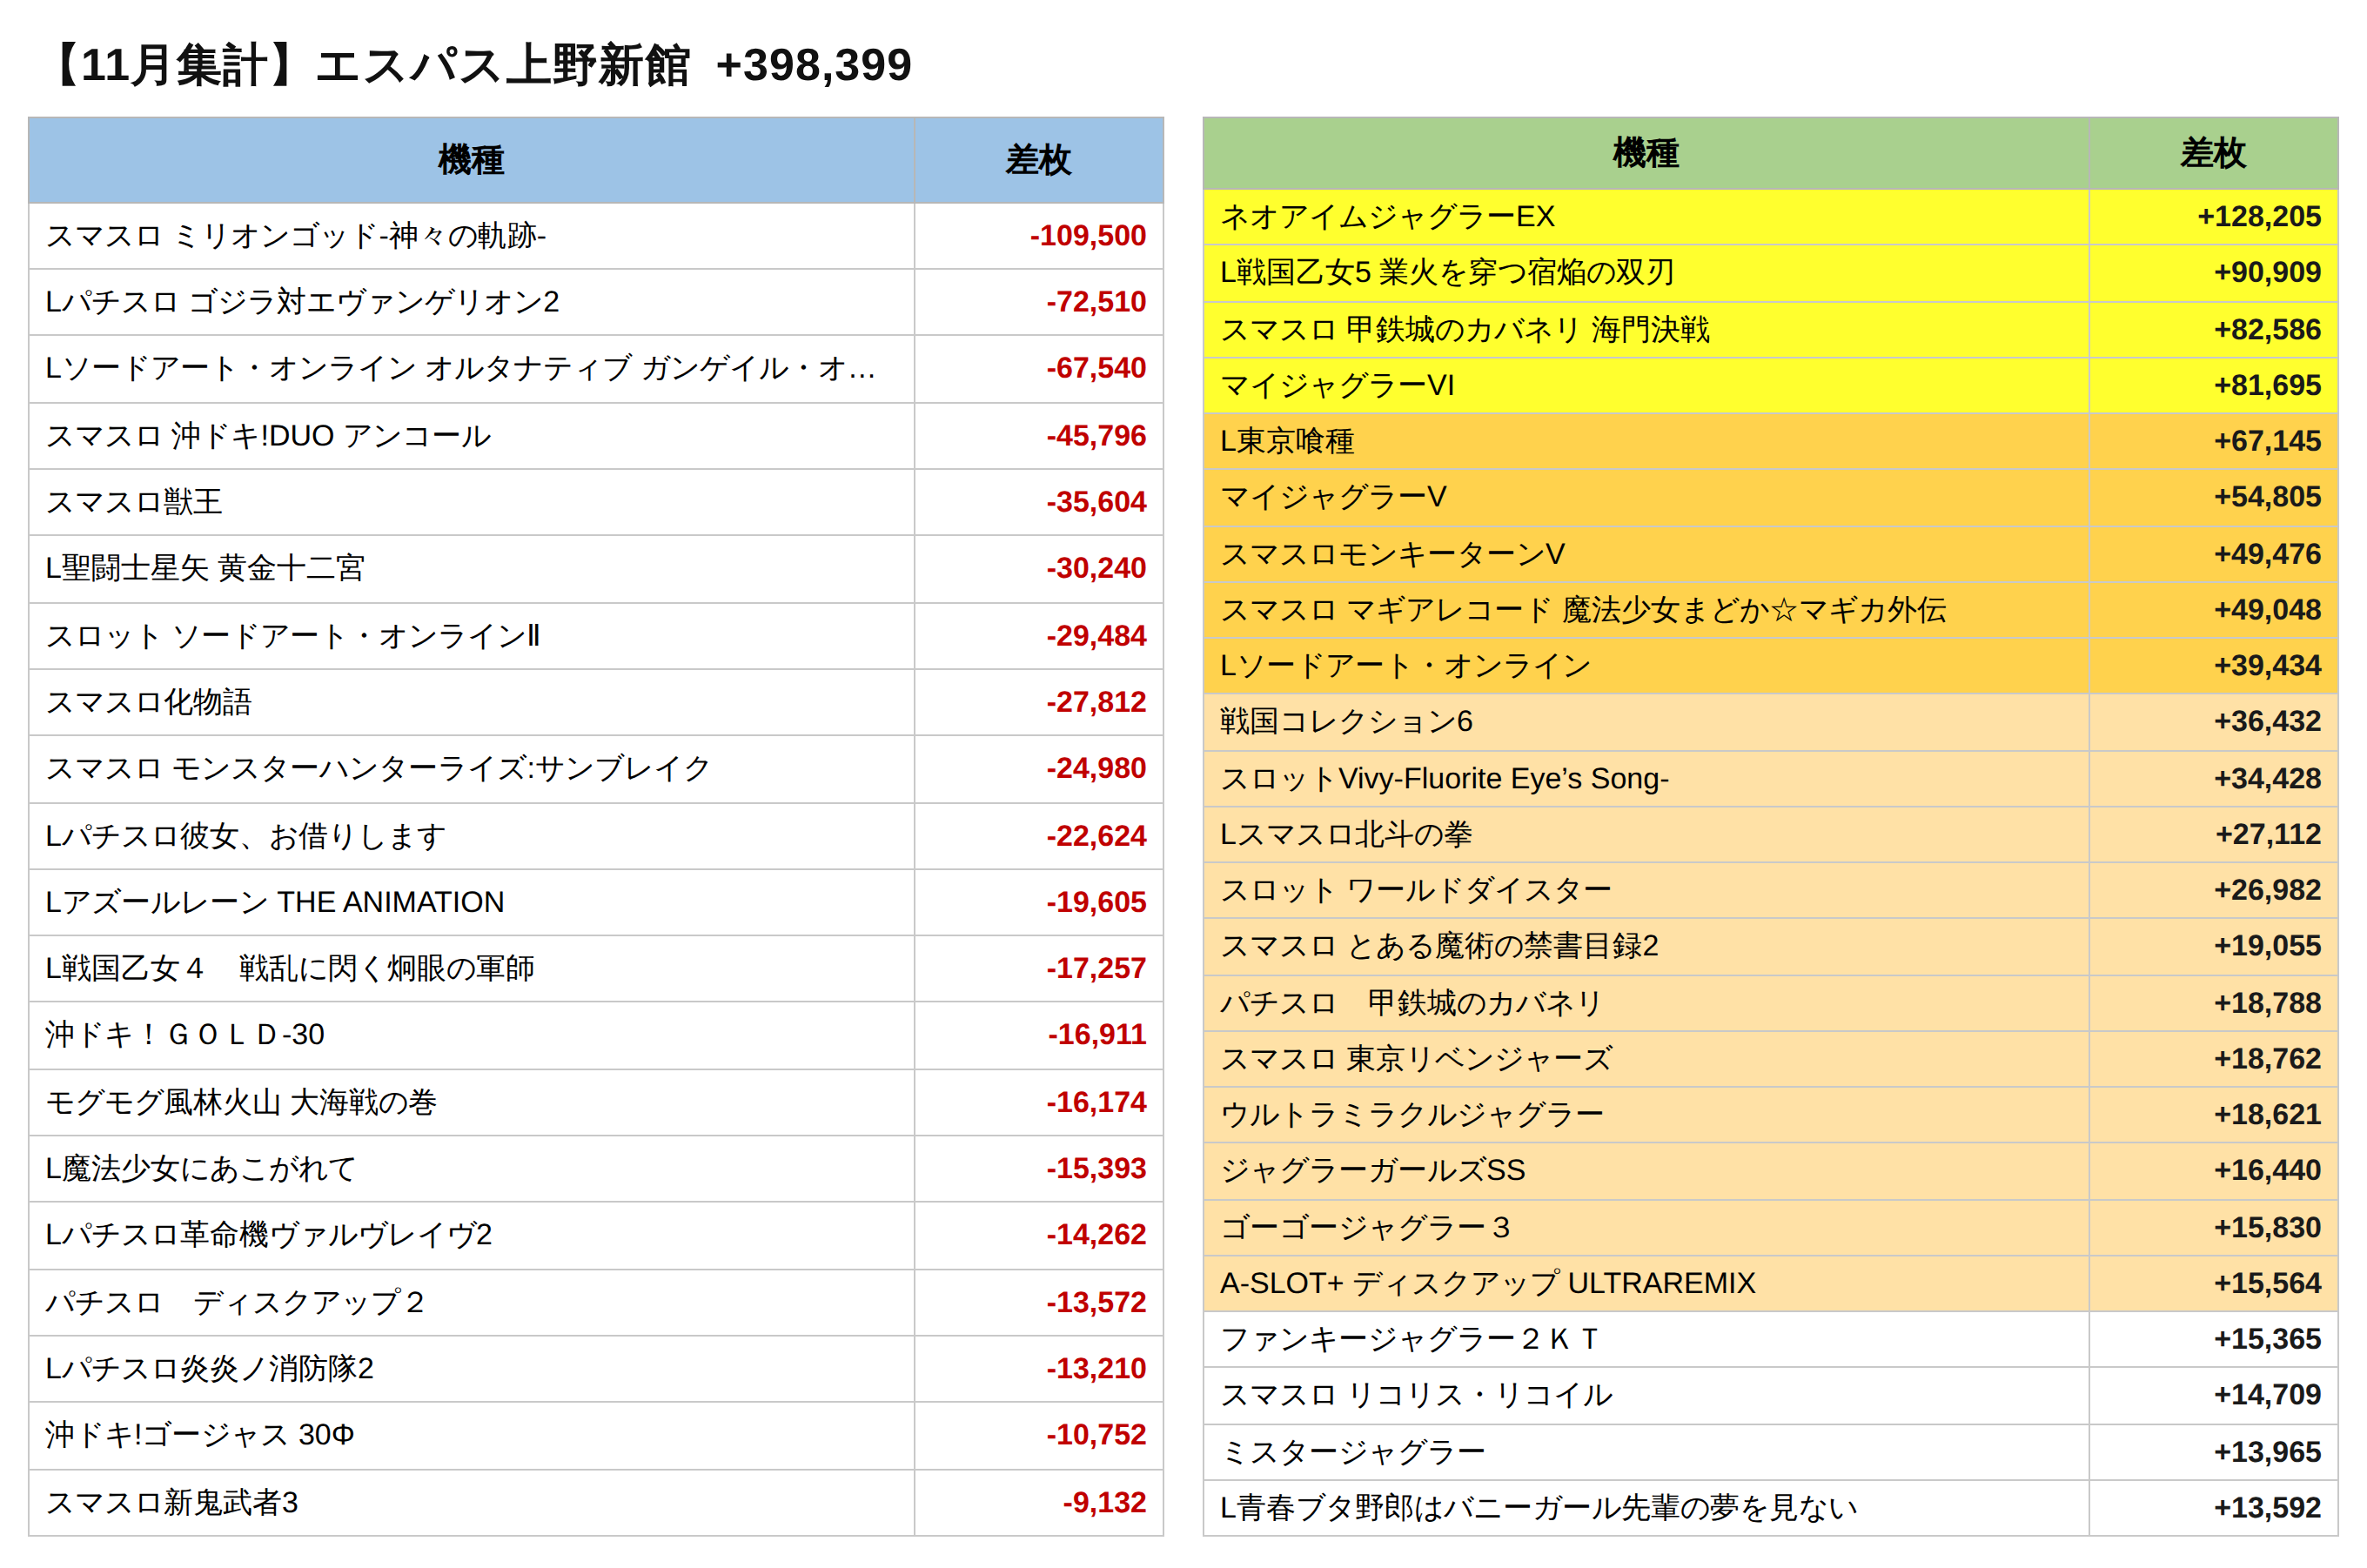 【11月集計】エスパス上野新館 +398,399
機種 差枚
スマスロ ミリオンゴッド-神々の軌跡- -109,500
Lパチスロ ゴジラ対エヴァンゲリオン2 -72,510
Lソードアート・オンライン オルタナティブ ガンゲイル・オ… -67,540
スマスロ 沖ドキ!DUO アンコール -45,796
スマスロ獣王 -35,604
L聖闘士星矢 黄金十二宮 -30,240
スロット ソードアート・オンラインⅡ -29,484
スマスロ化物語 -27,812
スマスロ モンスターハンターライズ:サンブレイク -24,980
Lパチスロ彼女、お借りします -22,624
Lアズールレーン THE ANIMATION -19,605
L戦国乙女４　戦乱に閃く炯眼の軍師 -17,257
沖ドキ！ＧＯＬＤ-30 -16,911
モグモグ風林火山 大海戦の巻 -16,174
L魔法少女にあこがれて -15,393
Lパチスロ革命機ヴァルヴレイヴ2 -14,262
パチスロ　ディスクアップ２ -13,572
Lパチスロ炎炎ノ消防隊2 -13,210
沖ドキ!ゴージャス 30Φ -10,752
スマスロ新鬼武者3 -9,132
機種 差枚
ネオアイムジャグラーEX +128,205
L戦国乙女5 業火を穿つ宿焔の双刃 +90,909
スマスロ 甲鉄城のカバネリ 海門決戦 +82,586
マイジャグラーVI +81,695
L東京喰種 +67,145
マイジャグラーV +54,805
スマスロモンキーターンV +49,476
スマスロ マギアレコード 魔法少女まどか☆マギカ外伝 +49,048
Lソードアート・オンライン +39,434
戦国コレクション6 +36,432
スロットVivy-Fluorite Eye’s Song- +34,428
Lスマスロ北斗の拳 +27,112
スロット ワールドダイスター +26,982
スマスロ とある魔術の禁書目録2 +19,055
パチスロ　甲鉄城のカバネリ +18,788
スマスロ 東京リベンジャーズ +18,762
ウルトラミラクルジャグラー +18,621
ジャグラーガールズSS +16,440
ゴーゴージャグラー３ +15,830
A-SLOT+ ディスクアップ ULTRAREMIX +15,564
ファンキージャグラー２ＫＴ +15,365
スマスロ リコリス・リコイル +14,709
ミスタージャグラー +13,965
L青春ブタ野郎はバニーガール先輩の夢を見ない +13,592